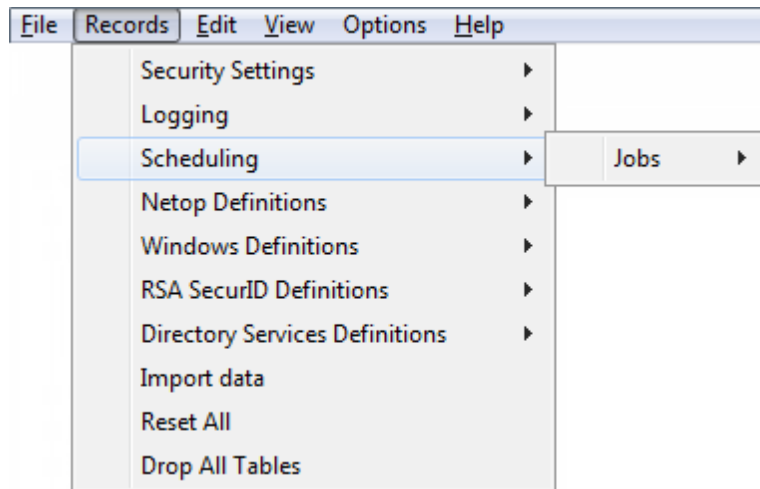 File Records Edit View Options Help
Security Settings
Logging
Scheduling Jobs
Netop Definitions
Windows Definitions
RSA SecurID Definitions
Directory Services Definitions
Import data
Reset All
Drop All Tables